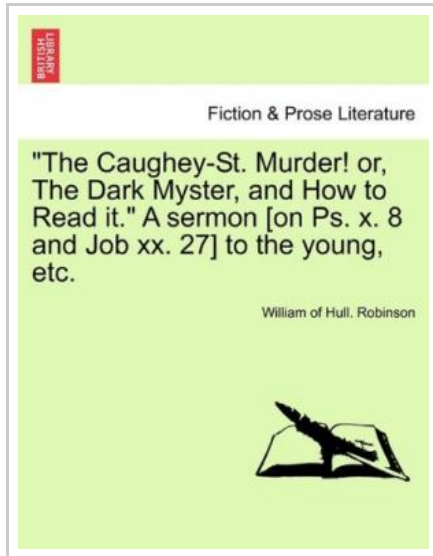 BRITISH
LIBRARY
Fiction & Prose Literature
"The Caughey-St. Murder! or,
The Dark Myster, and How to
Read it." A sermon [on Ps. x. 8
and Job xx. 27] to the young,
etc.
William of Hull. Robinson